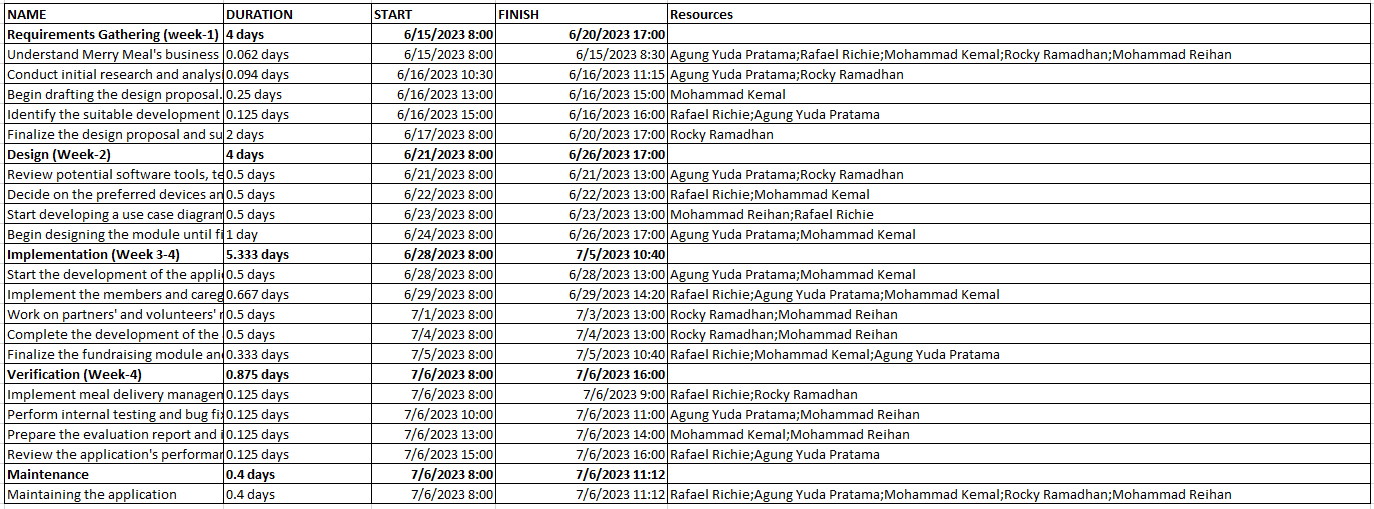 NAME DURATION START FINISH Resources
Requirements Gathering (week-1) 4 days 6/15/2023 8:00 6/20/2023 17:00
Understand Merry Meal's business 0.062 days 6/15/2023 8:00 6/15/2023 8:30 Agung Yuda Pratama;Rafael Richie;Mohammad Kemal;Rocky Ramadhan;Mohammad Reihan
Conduct initial research and analysi 0.094 days 6/16/2023 10:30 6/16/2023 11:15 Agung Yuda Pratama;Rocky Ramadhan
Begin drafting the design proposal. 0.25 days 6/16/2023 13:00 6/16/2023 15:00 Mohammad Kemal
Identify the suitable development 0.125 days 6/16/2023 15:00 6/16/2023 16:00 Rafael Richie;Agung Yuda Pratama
Finalize the design proposal and su 2 days 6/17/2023 8:00 6/20/2023 17:00 Rocky Ramadhan
Design (Week-2) 4 days 6/21/2023 8:00 6/26/2023 17:00
Review potential software tools, te 0.5 days 6/21/2023 8:00 6/21/2023 13:00 Agung Yuda Pratama;Rocky Ramadhan
Decide on the preferred devices an 0.5 days 6/22/2023 8:00 6/22/2023 13:00 Rafael Richie;Mohammad Kemal
Start developing a use case diagram 0.5 days 6/23/2023 8:00 6/23/2023 13:00 Mohammad Reihan;Rafael Richie
Begin designing the module until fi 1 day 6/24/2023 8:00 6/26/2023 17:00 Agung Yuda Pratama;Mohammad Kemal
Implementation (Week 3-4) 5.333 days 6/28/2023 8:00 7/5/2023 10:40
Start the development of the appli 0.5 days 6/28/2023 8:00 6/28/2023 13:00 Agung Yuda Pratama;Mohammad Kemal
Implement the members and careg 0.667 days 6/29/2023 8:00 6/29/2023 14:20 Rafael Richie;Agung Yuda Pratama;Mohammad Kemal
Work on partners' and volunteers' r 0.5 days 7/1/2023 8:00 7/3/2023 13:00 Rocky Ramadhan;Mohammad Reihan
Complete the development of the 0.5 days 7/4/2023 8:00 7/4/2023 13:00 Rocky Ramadhan;Mohammad Reihan
Finalize the fundraising module an 0.333 days 7/5/2023 8:00 7/5/2023 10:40 Rafael Richie;Mohammad Kemal;Agung Yuda Pratama
Verification (Week-4) 0.875 days 7/6/2023 8:00 7/6/2023 16:00
Implement meal delivery managem 0.125 days 7/6/2023 8:00 7/6/2023 9:00 Rafael Richie;Rocky Ramadhan
Perform internal testing and bug fix 0.125 days 7/6/2023 10:00 7/6/2023 11:00 Agung Yuda Pratama;Mohammad Reihan
Prepare the evaluation report and i 0.125 days 7/6/2023 13:00 7/6/2023 14:00 Mohammad Kemal;Mohammad Reihan
Review the application's performan 0.125 days 7/6/2023 15:00 7/6/2023 16:00 Rafael Richie;Agung Yuda Pratama
Maintenance 0.4 days 7/6/2023 8:00 7/6/2023 11:12
Maintaining the application 0.4 days 7/6/2023 8:00 7/6/2023 11:12 Rafael Richie;Agung Yuda Pratama;Mohammad Kemal;Rocky Ramadhan;Mohammad Reihan